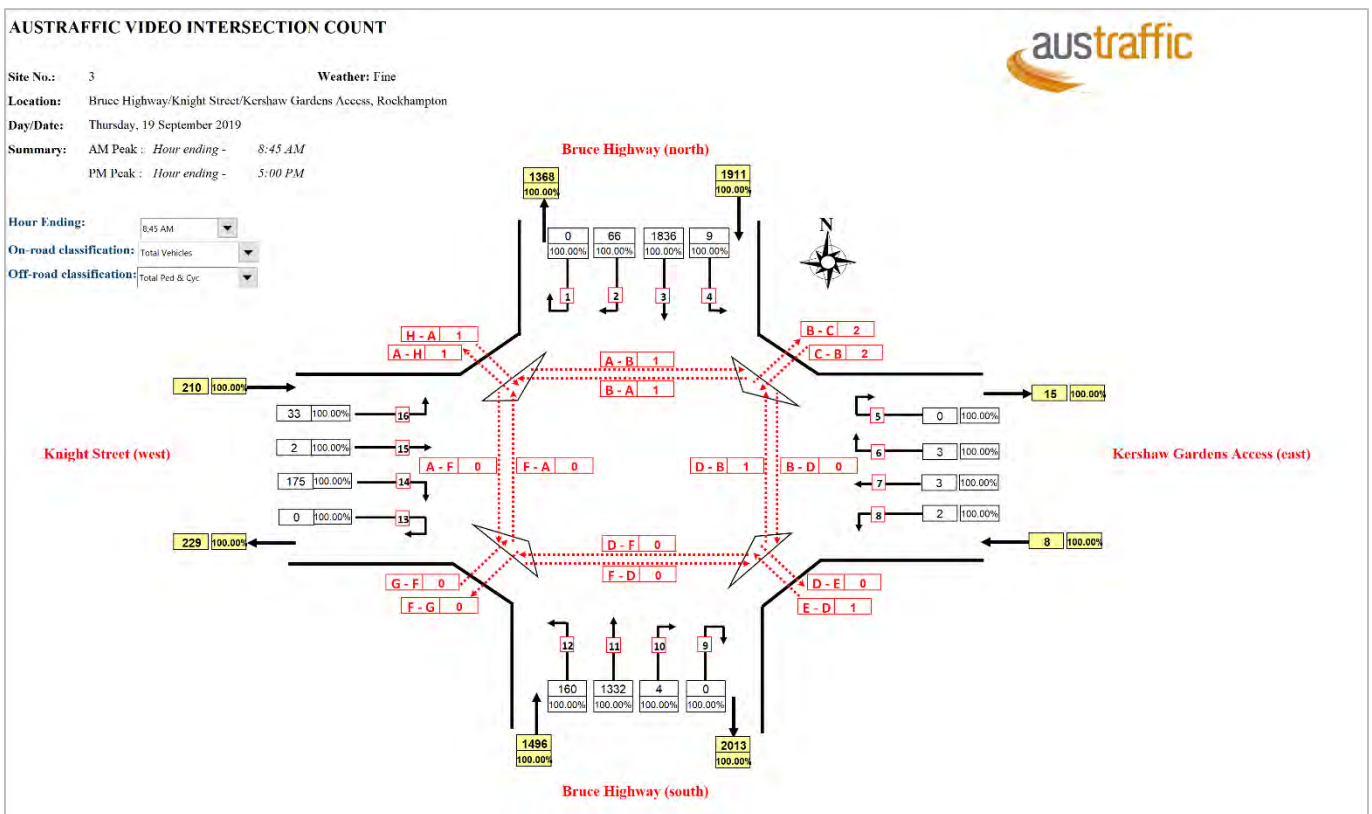 AUSTRAFFIC VIDEO INTERSECTION COUNT
austraffic
Site No.: 3 Weather: Fine
Location: Bruce Highway/Knight Street/Kershaw Gardens Access, Rockhampton
Day/Date: Thursday, 19 September 2019
Summary: AM Peak : Hour ending - 8:45 AM
PM Peak : Hour ending - 5:00 PM
Hour Ending: 8:45 AM
On-road classification: Total Vehicles
Off-road classification: Total Ped & Cyc
Bruce Highway (north)
1368 1911
100.00% 100.00%
N
0 66 1836 9
100.00% 100.00% 100.00% 100.00%
1 2 3 4
H - A 1 B - C 2
A - H 1 A - B 1 C - B 2
B - A 1
210 100.00% 15 100.00%
33 100.00% 16 5 0 100.00%
2 100.00% 15 6 3 100.00%
Knight Street (west) Kershaw Gardens Access (east)
A - F 0 F - A 0 D - B 1 B - D 0
175 100.00% 14 7 3 100.00%
0 100.00% 13 8 2 100.00%
229 100.00% 8 100.00%
D - F 0
G - F 0 F - D 0 D - E 0
F - G 0 E - D 1
12 11 10 9
160 1332 4 0
100.00% 100.00% 100.00% 100.00%
1496 2013
100.00% 100.00%
Bruce Highway (south)